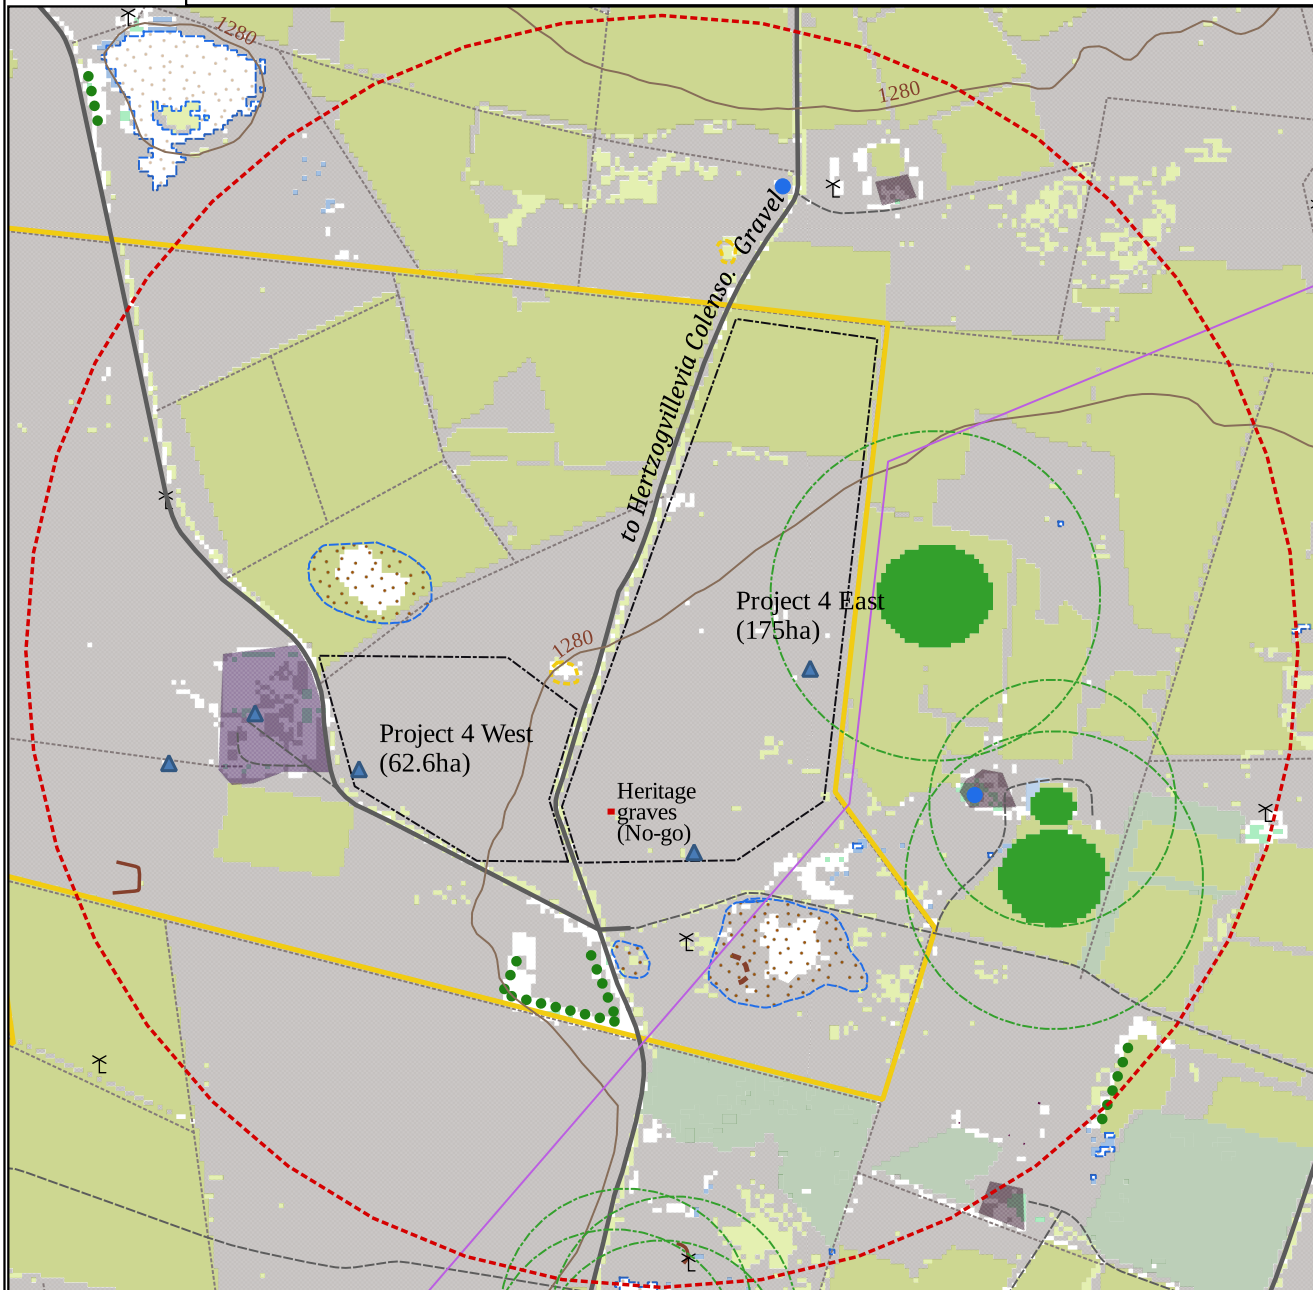 1280
1280
to Hertzogvillevia Colenso. Gravel
Project 4 East
(175ha)
1280
Project 4 West
(62.6ha)
Heritage
graves
(No-go)